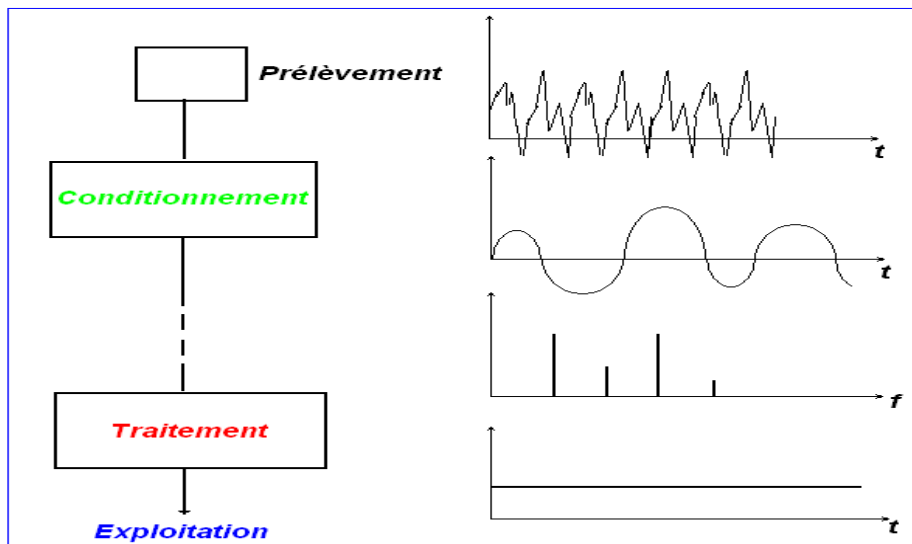 Prélèvement
Conditionnement
Traitement
Exploitation
t
t
f
t